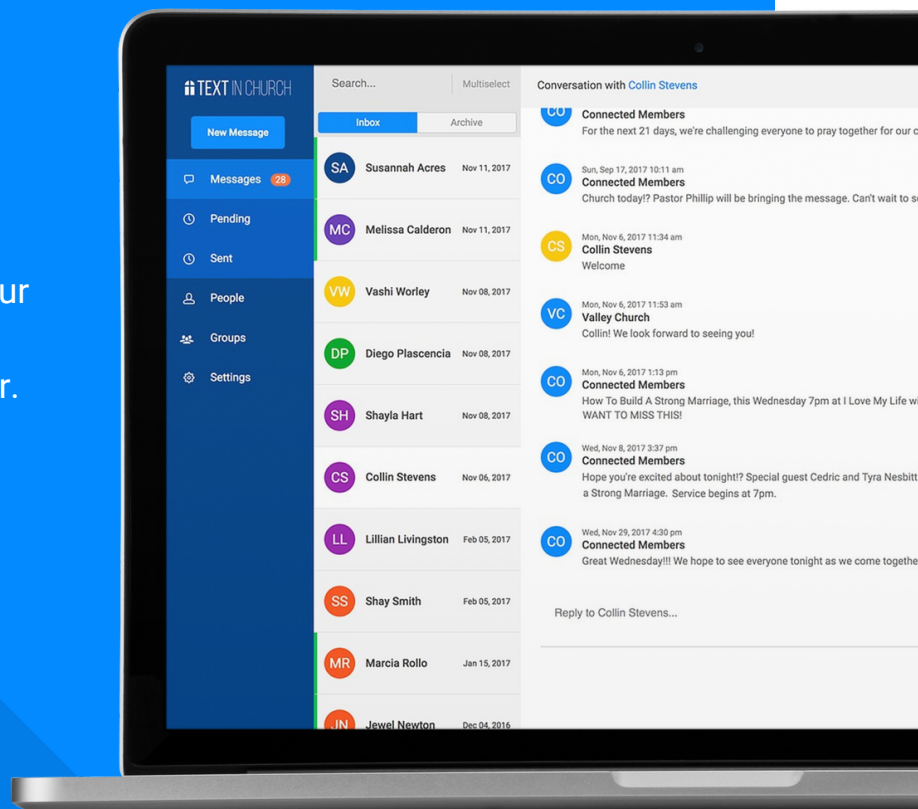 ur
r.
TEXT IN CHURCH
New Message
Messages 28
Pending
Sent
People
Groups
Settings
Search...
Multiselect
Inbox
Archive
SA
Susannah Acres
Nov 11, 2017
MC
Melissa Calderon
Nov 11, 2017
VW
Vashi Worley
Nov 08, 2017
DP
Diego Plascencia
Nov 08, 2017
SH
Shayla Hart
Nov 08, 2017
CS
Collin Stevens
Nov 06, 2017
LL
Lillian Livingston
Feb 05, 2017
SS
Shay Smith
Feb 05, 2017
MR
Marcia Rollo
Jan 15, 2017
JN
Jewel Newton
Dec 04, 2016
Conversation with Collin Stevens
CO
Connected Members
For the next 21 days, we're challenging everyone to pray together for our c
CO
Sun, Sep 17, 2017 10:11 am
Connected Members
Church today!? Pastor Phillip will be bringing the message. Can't wait to s
CS
Mon, Nov 6, 2017 11:34 am
Collin Stevens
Welcome
VC
Mon, Nov 6, 2017 11:53 am
Valley Church
Collin! We look forward to seeing you!
CO
Mon, Nov 6, 2017 1:13 pm
Connected Members
How To Build A Strong Marriage, this Wednesday 7pm at I Love My Life wi
WANT TO MISS THIS!
CO
Wed, Nov 8, 2017 3:37 pm
Connected Members
Hope you're excited about tonight!? Special guest Cedric and Tyra Nesbitt
a Strong Marriage. Service begins at 7pm.
CO
Wed, Nov 29, 2017 4:30 pm
Connected Members
Great Wednesday!!! We hope to see everyone tonight as we come togethe
Reply to Collin Stevens...